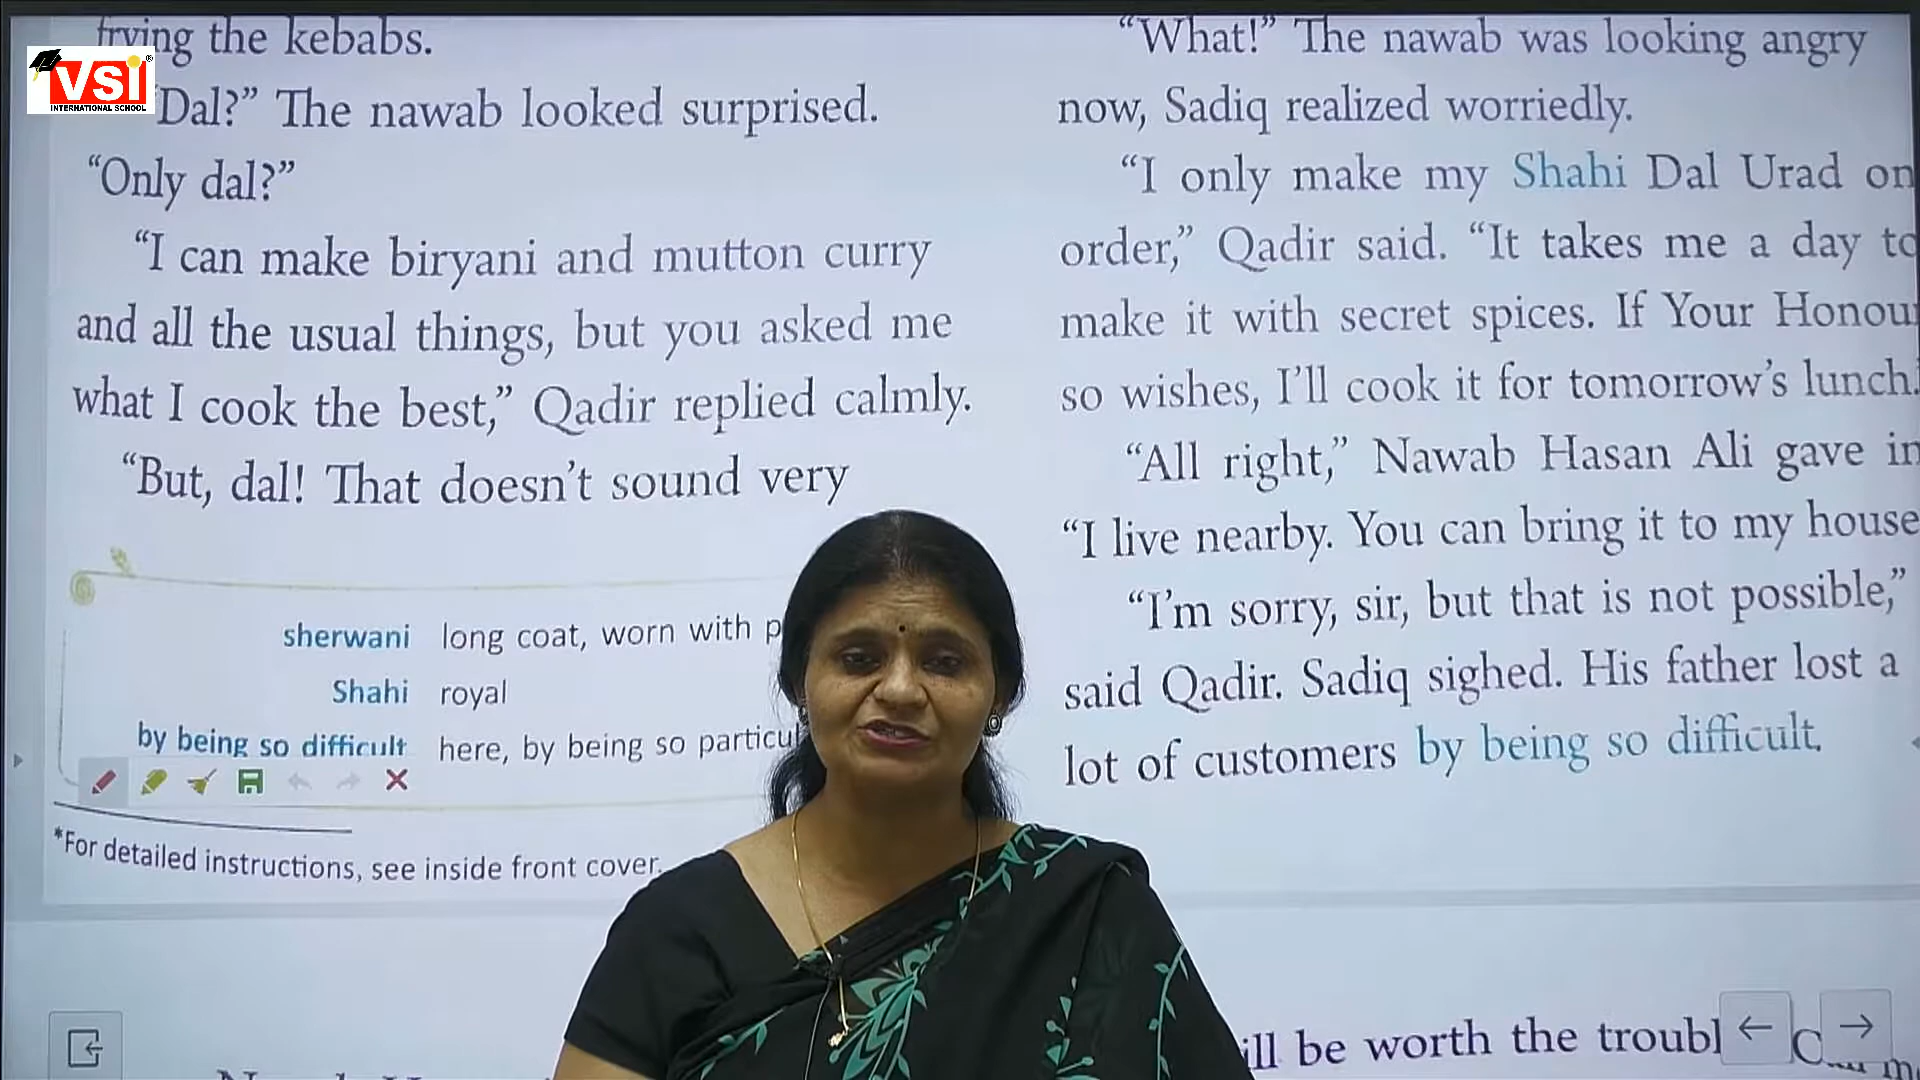 frying the kebabs.
VSI
INTERNATIONAL SCHOOL
Dal?” The nawab looked surprised.
“Only dal?”
“I can make biryani and mutton curry
and all the usual things, but you asked me
what I cook the best,” Qadir replied calmly.
“But, dal! That doesn’t sound very
sherwani long coat, worn with
Shahi royal
by being so difficult here, by being so
*For detailed instructions, see inside front cover.
“What!” The nawab was looking angry
now, Sadiq realized worriedly.
“I only make my Shahi Dal Urad on
order,” Qadir said. “It takes me a day to
make it with secret spices. If Your Honour
so wishes, I’ll cook it for tomorrow’s lunch.
“All right,” Nawab Hasan Ali gave in
“I live nearby. You can bring it to my house
“I’m sorry, sir, but that is not possible,”
said Qadir. Sadiq sighed. His father lost a
lot of customers by being so difficult.
be worth the troubl